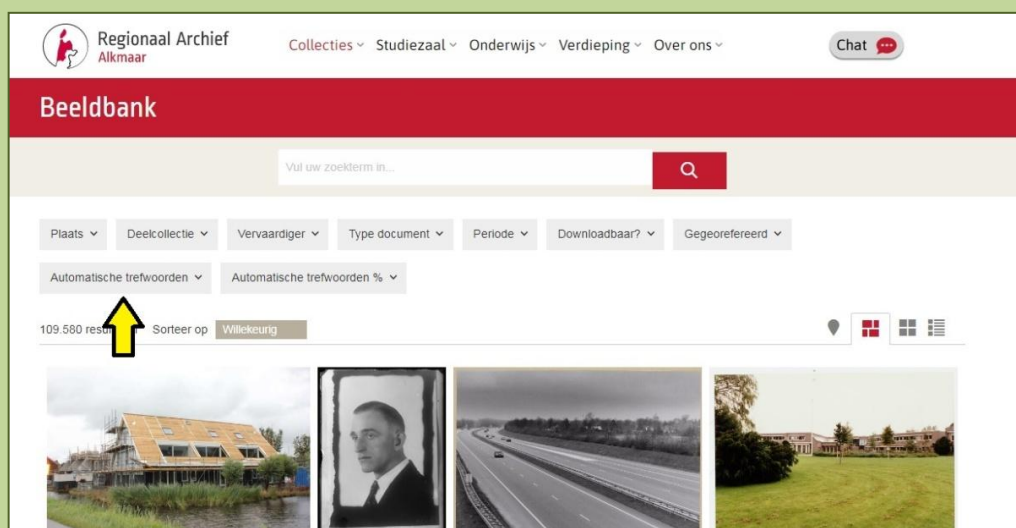 Regionaal Archief
Alkmaar
Collecties Studiezaal Onderwijs Verdieping Over ons
Chat
Beeldbank
Vul uw zoekterm in...
Plaats Deelcollectie Vervaardiger Type document Periode Downloadbaar? Gegeorefereerd
Automatische trefwoorden Automatische trefwoorden %
109.580 Sorteer op Willekeurig